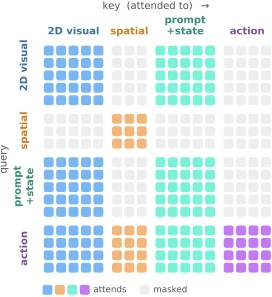 key (attended to) →
2D visual spatial prompt
+state action
2D visual
spatial
prompt
+state
action
query
attends masked